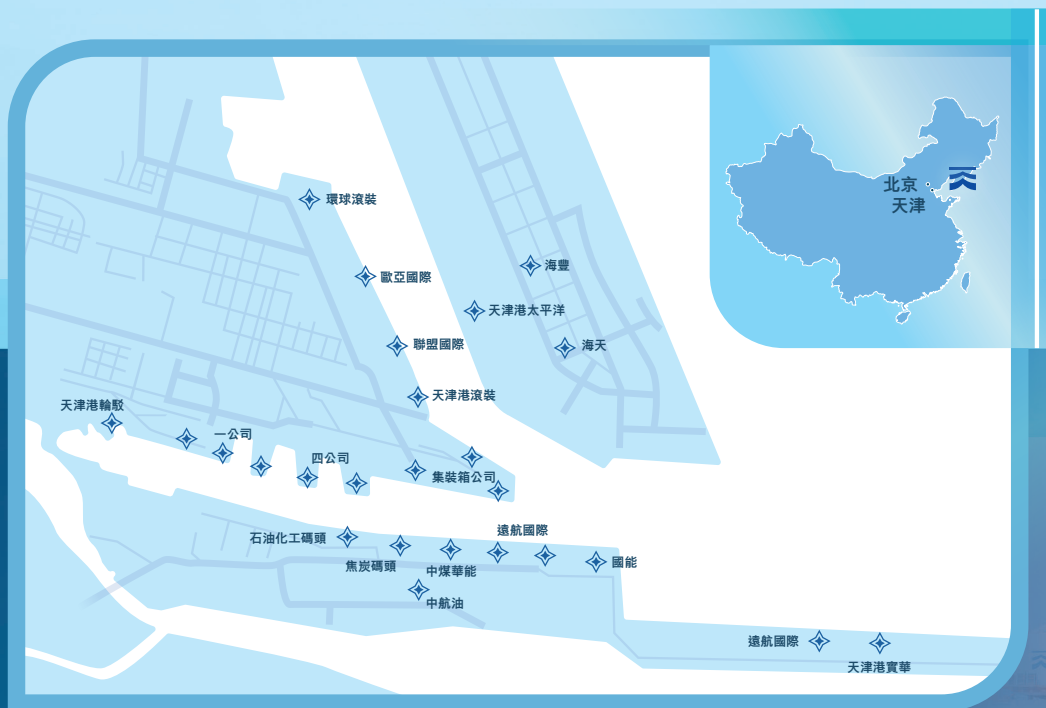 北京
天津
環球滾裝
歐亞國際
海豐
天津港太平洋
聯盟國際
海天
天津港滾裝
天津港輪駁
一公司
四公司
集裝箱公司
遠航國際
石油化工碼頭
焦炭碼頭
中煤華能
國能
中航油
遠航國際
天津港實華